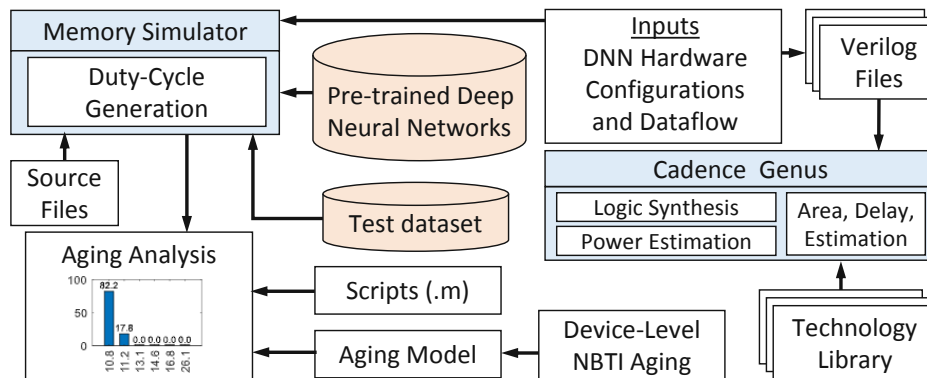 Memory Simulator
Duty-Cycle
Generation
Source
Files
Pre-trained Deep
Neural Networks
Test dataset
Inputs
DNN Hardware
Configurations
and Dataflow
Verilog
Files
Cadence Genus
Logic Synthesis
Power Estimation
Area, Delay,
Estimation
Technology
Library
Aging Analysis
100
50
0
82.2
17.8
0.0 0.0 0.0 0.0 0.0
10.8
11.2
13.1
14.6
16.8
26.1
Scripts (.m)
Aging Model
Device-Level
NBTI Aging